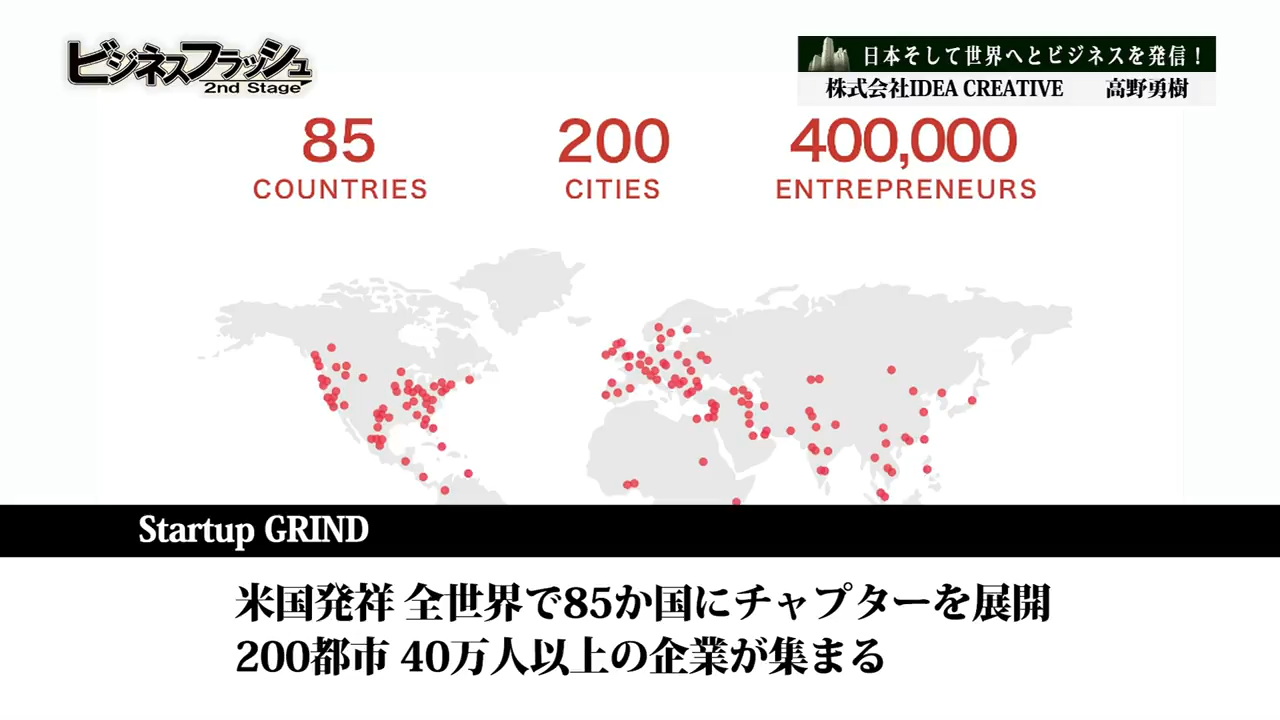 ビジネスフラッシュ
2nd Stage
日本そして世界へとビジネスを発信！
株式会社IDEA CREATIVE 高野勇樹
85 200 400,000
COUNTRIES CITIES ENTREPRENEURS
Startup GRIND
米国発祥 全世界で85か国にチャプターを展開
200都市 40万人以上の企業が集まる